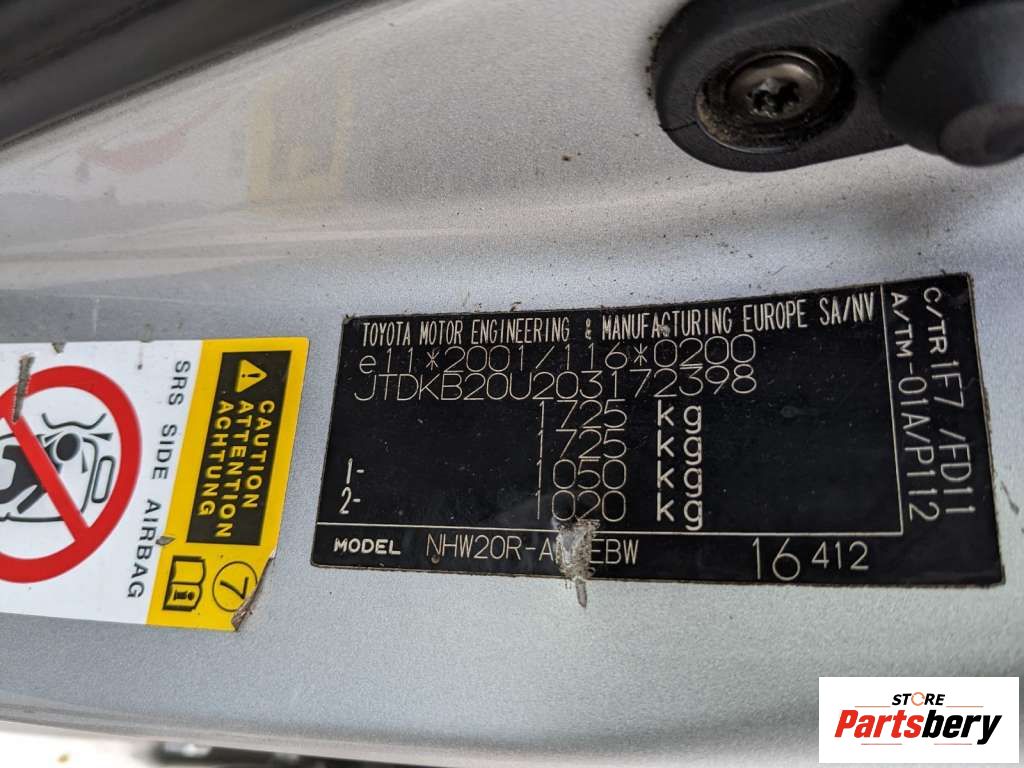 TOYOTA MOTOR ENGINEERING & MANUFACTURING EUROPE SA/NV
e11*2001/116*0200
JTDKB20U203172398
1725 kg
1725 kg
1- 1050 kg
2- 1020 kg
MODEL
16 412
C/TR 1F7 /FD11
A/TM-01A/P112
CAUTION
ATTENTION
ACHTUNG
7
i
SRS SIDE AIRBAG
STORE
Partsbery